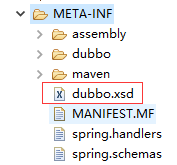 META-INF
assembly
dubbo
maven
dubbo.xsd
MANIFEST.MF
spring.handlers
spring.schemas